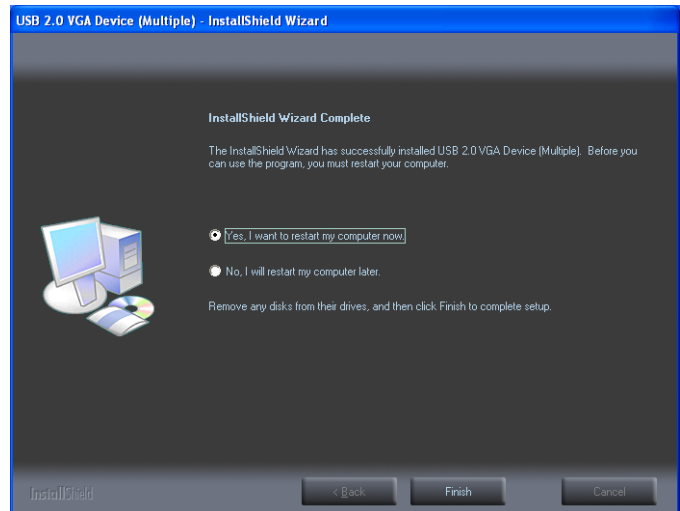 USB 2.0 VGA Device (Multiple) - InstallShield Wizard
InstallShield Wizard Complete
The InstallShield Wizard has successfully installed USB 2.0 VGA Device (Multiple). Before you
can use the program, you must restart your computer.
Yes, I want to restart my computer now.
No, I will restart my computer later.
Remove any disks from their drives, and then click Finish to complete setup.
InstallShield
< Back
Finish
Cancel